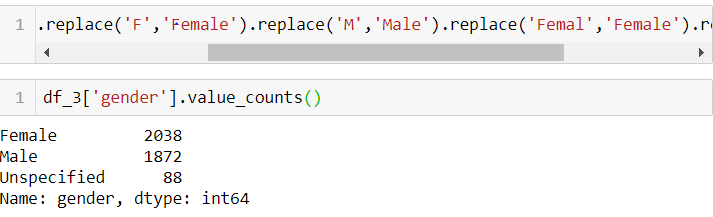 1 .replace('F','Female').replace('M','Male').replace('Femal','Female').re
1 df_3['gender'].value_counts()
Female 2038
Male 1872
Unspecified 88
Name: gender, dtype: int64